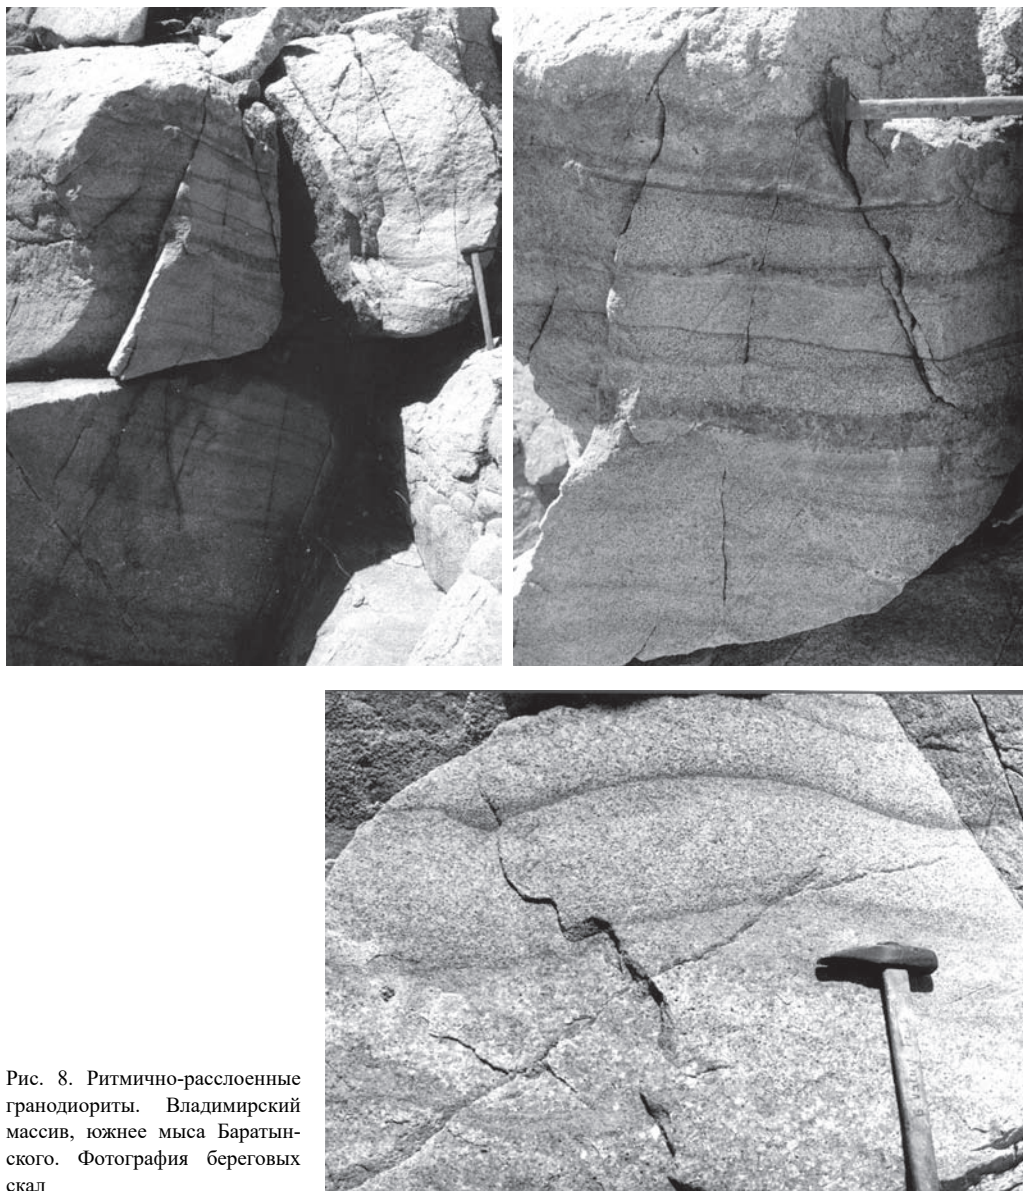 Рис. 8. Ритмично-расслоенные
гранодиориты. Владимирский
массив, южнее мыса Баратын-
ского. Фотография береговых
скал